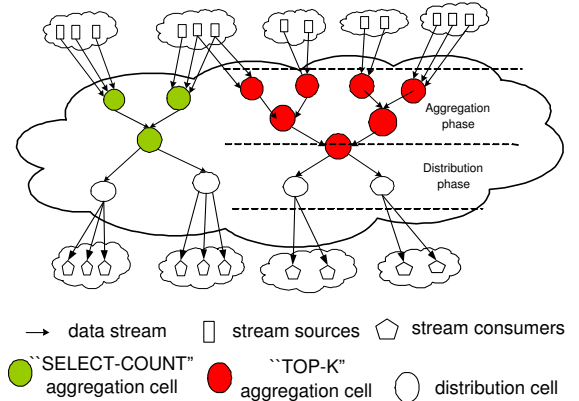 Aggregation
phase
Distribution
phase
data stream
stream sources
stream consumers
``SELECT-COUNT”
aggregation cell
``TOP-K”
aggregation cell
distribution cell